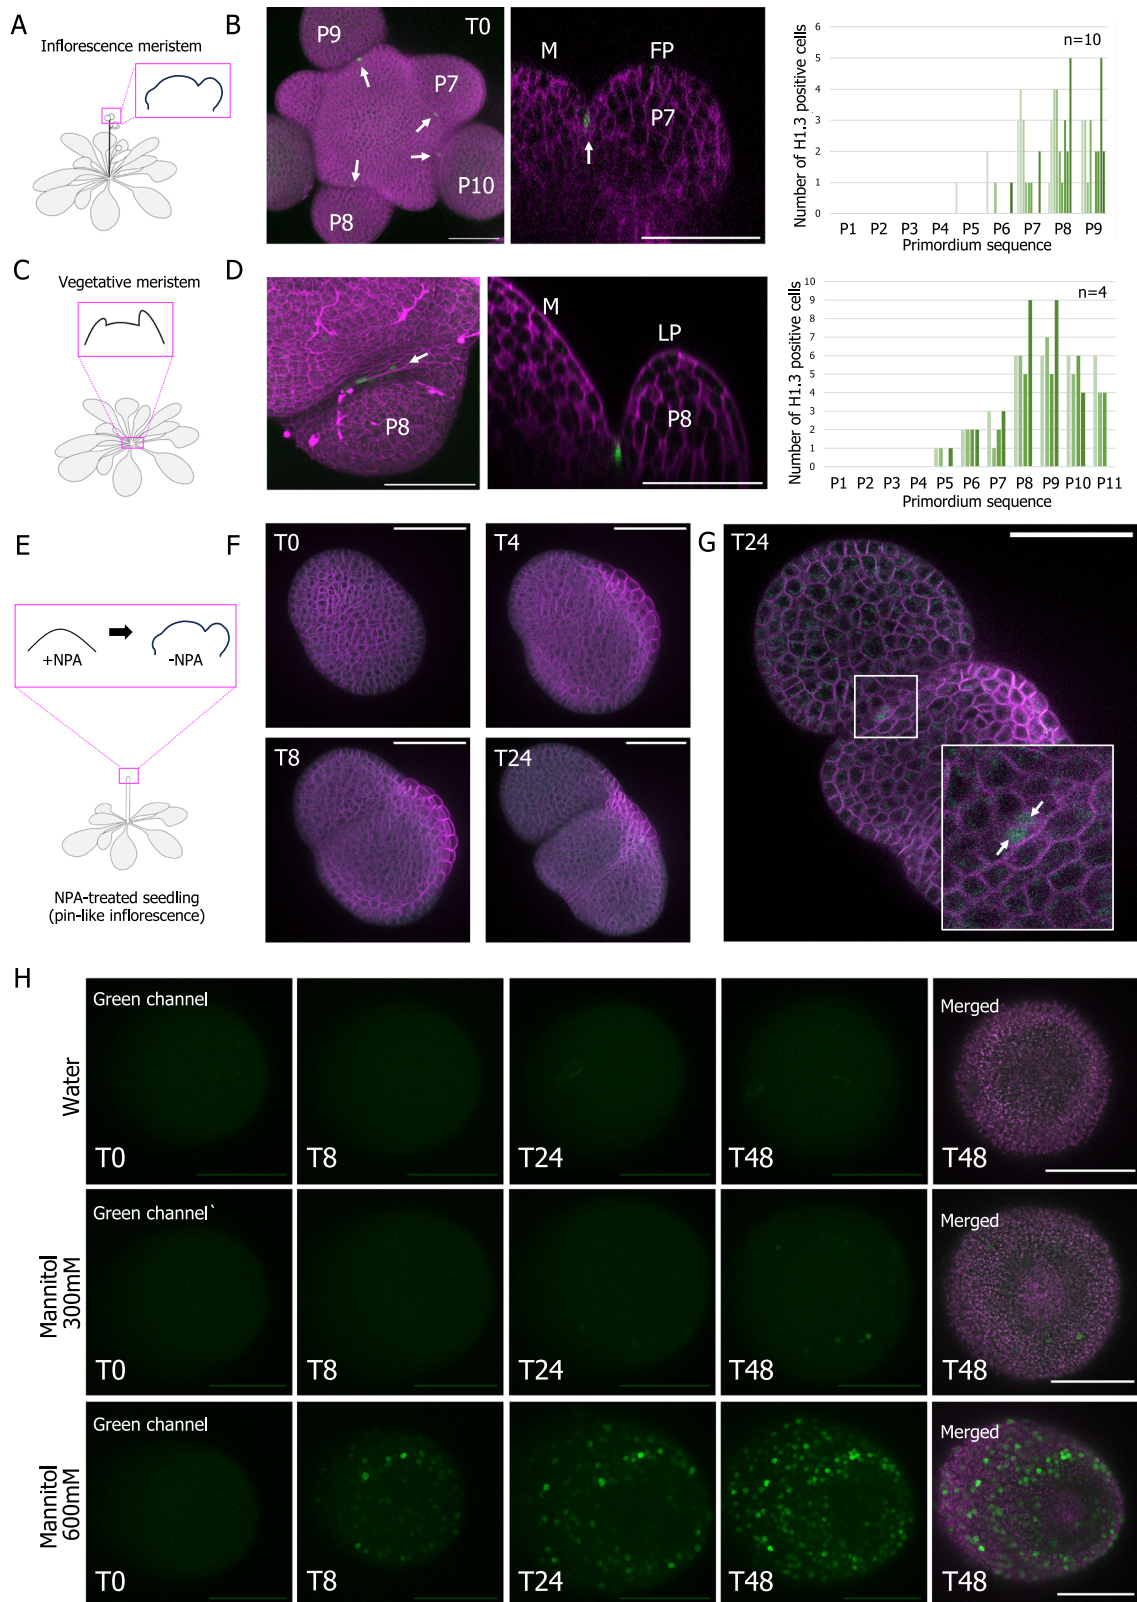 A
Inflorescence meristem
B
P9
T0
P7
P10
P8
M
FP
P7
Number of H1.3 positive cells
6
5
4
3
2
1
0
n=10
P1 P2 P3 P4 P5 P6 P7 P8 P9
Primordium sequence
C
Vegetative meristem
D
P8
M
LP
P8
Number of H1.3 positive cells
10
9
8
7
6
5
4
3
2
1
0
n=4
P1 P2 P3 P4 P5 P6 P7 P8 P9 P10 P11
Primordium sequence
E
+NPA
-NPA
NPA-treated seedling
(pin-like inflorescence)
F
T0
T4
T8
T24
G
T24
H
Water
Green channel
T0
T8
T24
T48
Merged
T48
Mannitol
300mM
Green channel`
T0
T8
T24
T48
Merged
T48
Mannitol
600mM
Green channel
T0
T8
T24
T48
Merged
T48